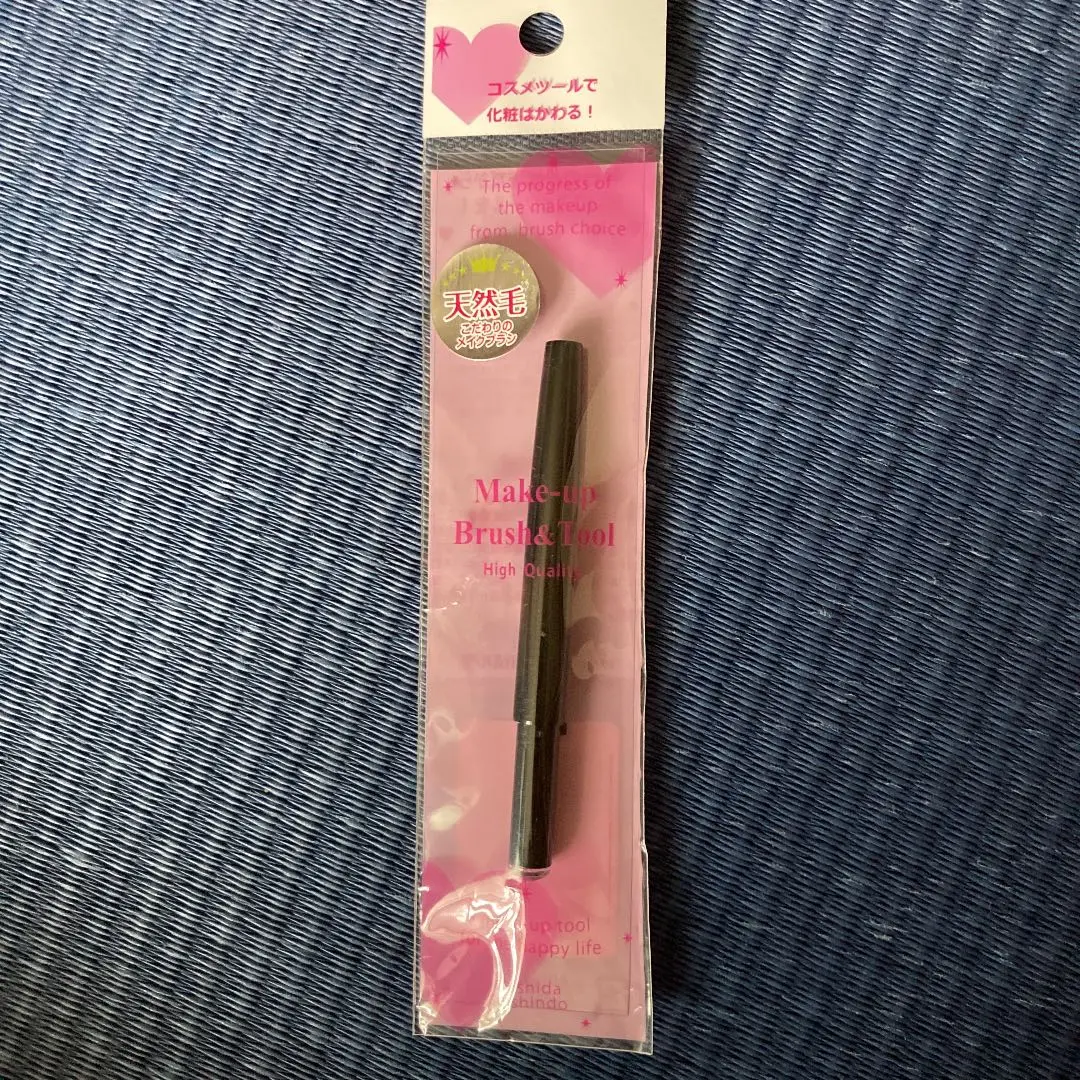 コスメツールで
化粧はかわる!
The progress of
the makeup
from brush choice
天然毛
こだわりの
メイクブラシ
Make-up
Brush&Tool
High Quality
up tool
happy life